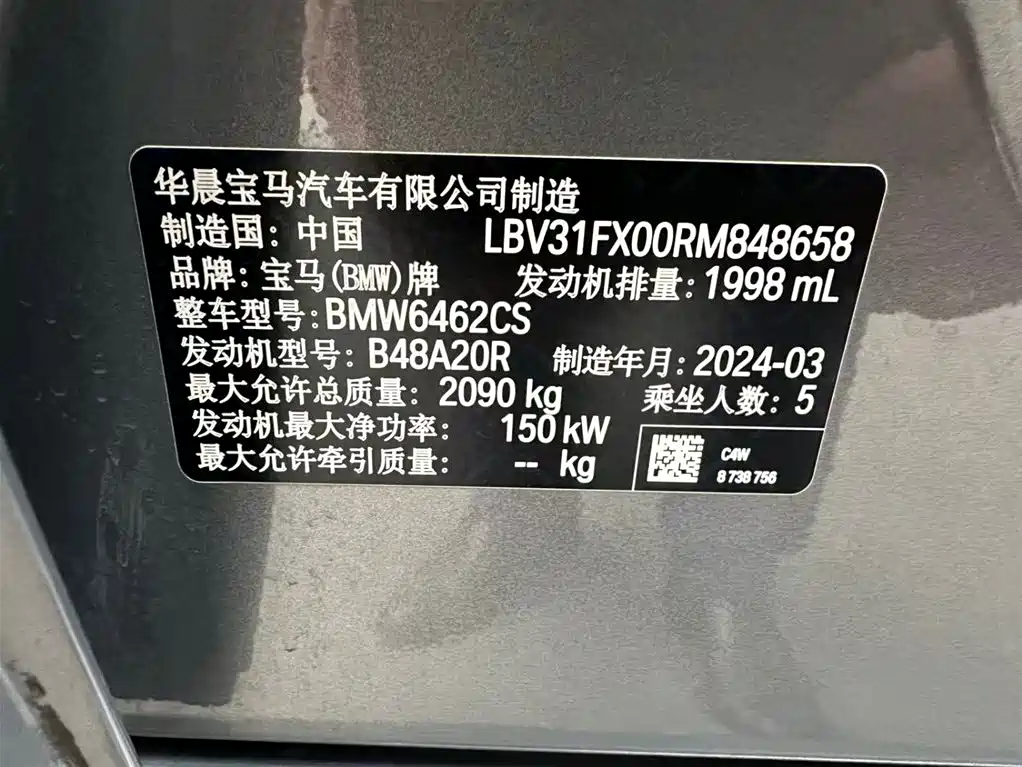 华晨宝马汽车有限公司制造
制造国：中国 LBV31FX00RM848658
品牌：宝马(BMW)牌 发动机排量：1998 mL
整车型号：BMW6462CS
发动机型号：B48A20R 制造年月：2024-03
最大允许总质量：2090 kg 乘坐人数：5
发动机最大净功率：150 kW
最大允许牵引质量：-- kg
C4W
8 738 756